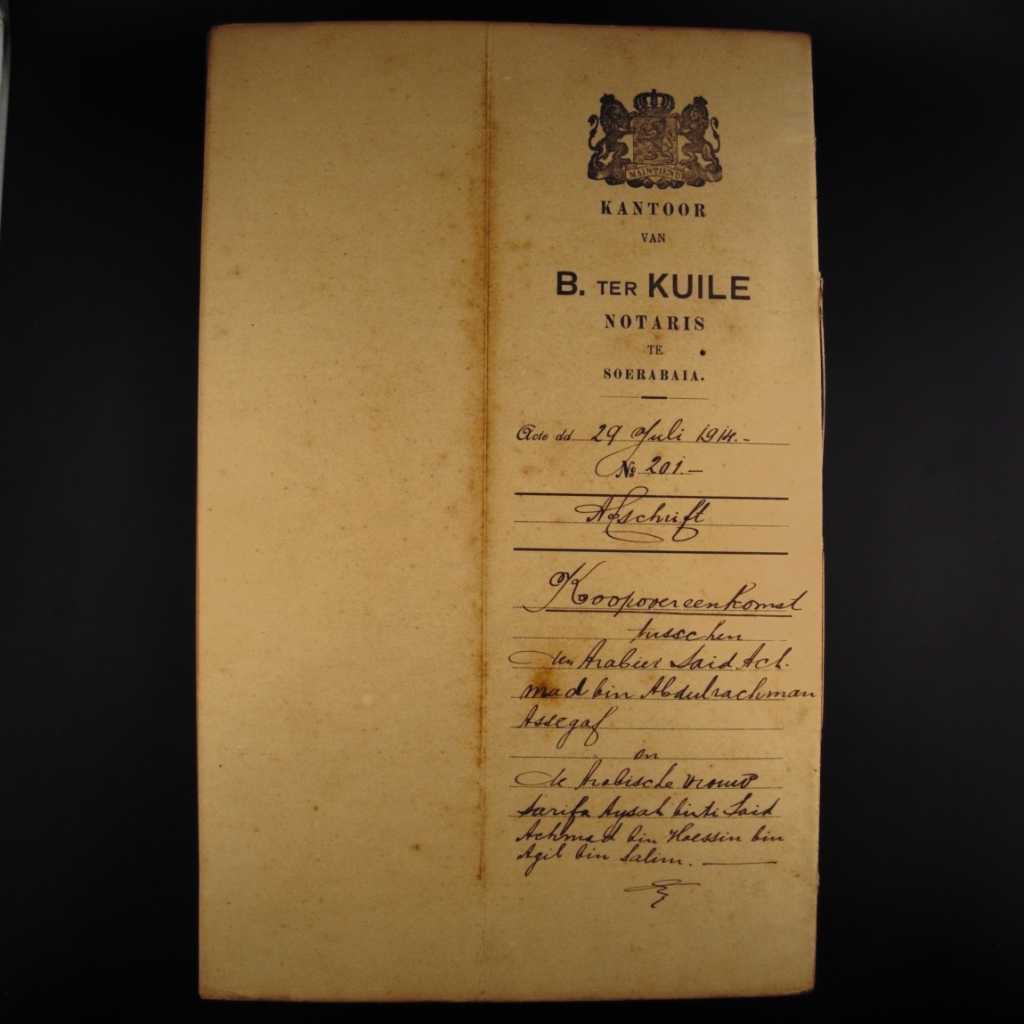 MAINTIENDRAI
KANTOOR
VAN
B. TER KUILE
NOTARIS
TE
SOERABAIA.
Acte dd 29 Juli 1914.-
No 201.-
Afschrift
Koopovereenkomst
tusschen
den Arabier Said Ach-
mad bin Abdulrachman
Assegaf
en
de Arabische vrouw
Sarifa Aysah binti Said
Achmad bin Hoessin bin
Agil bin Salim.